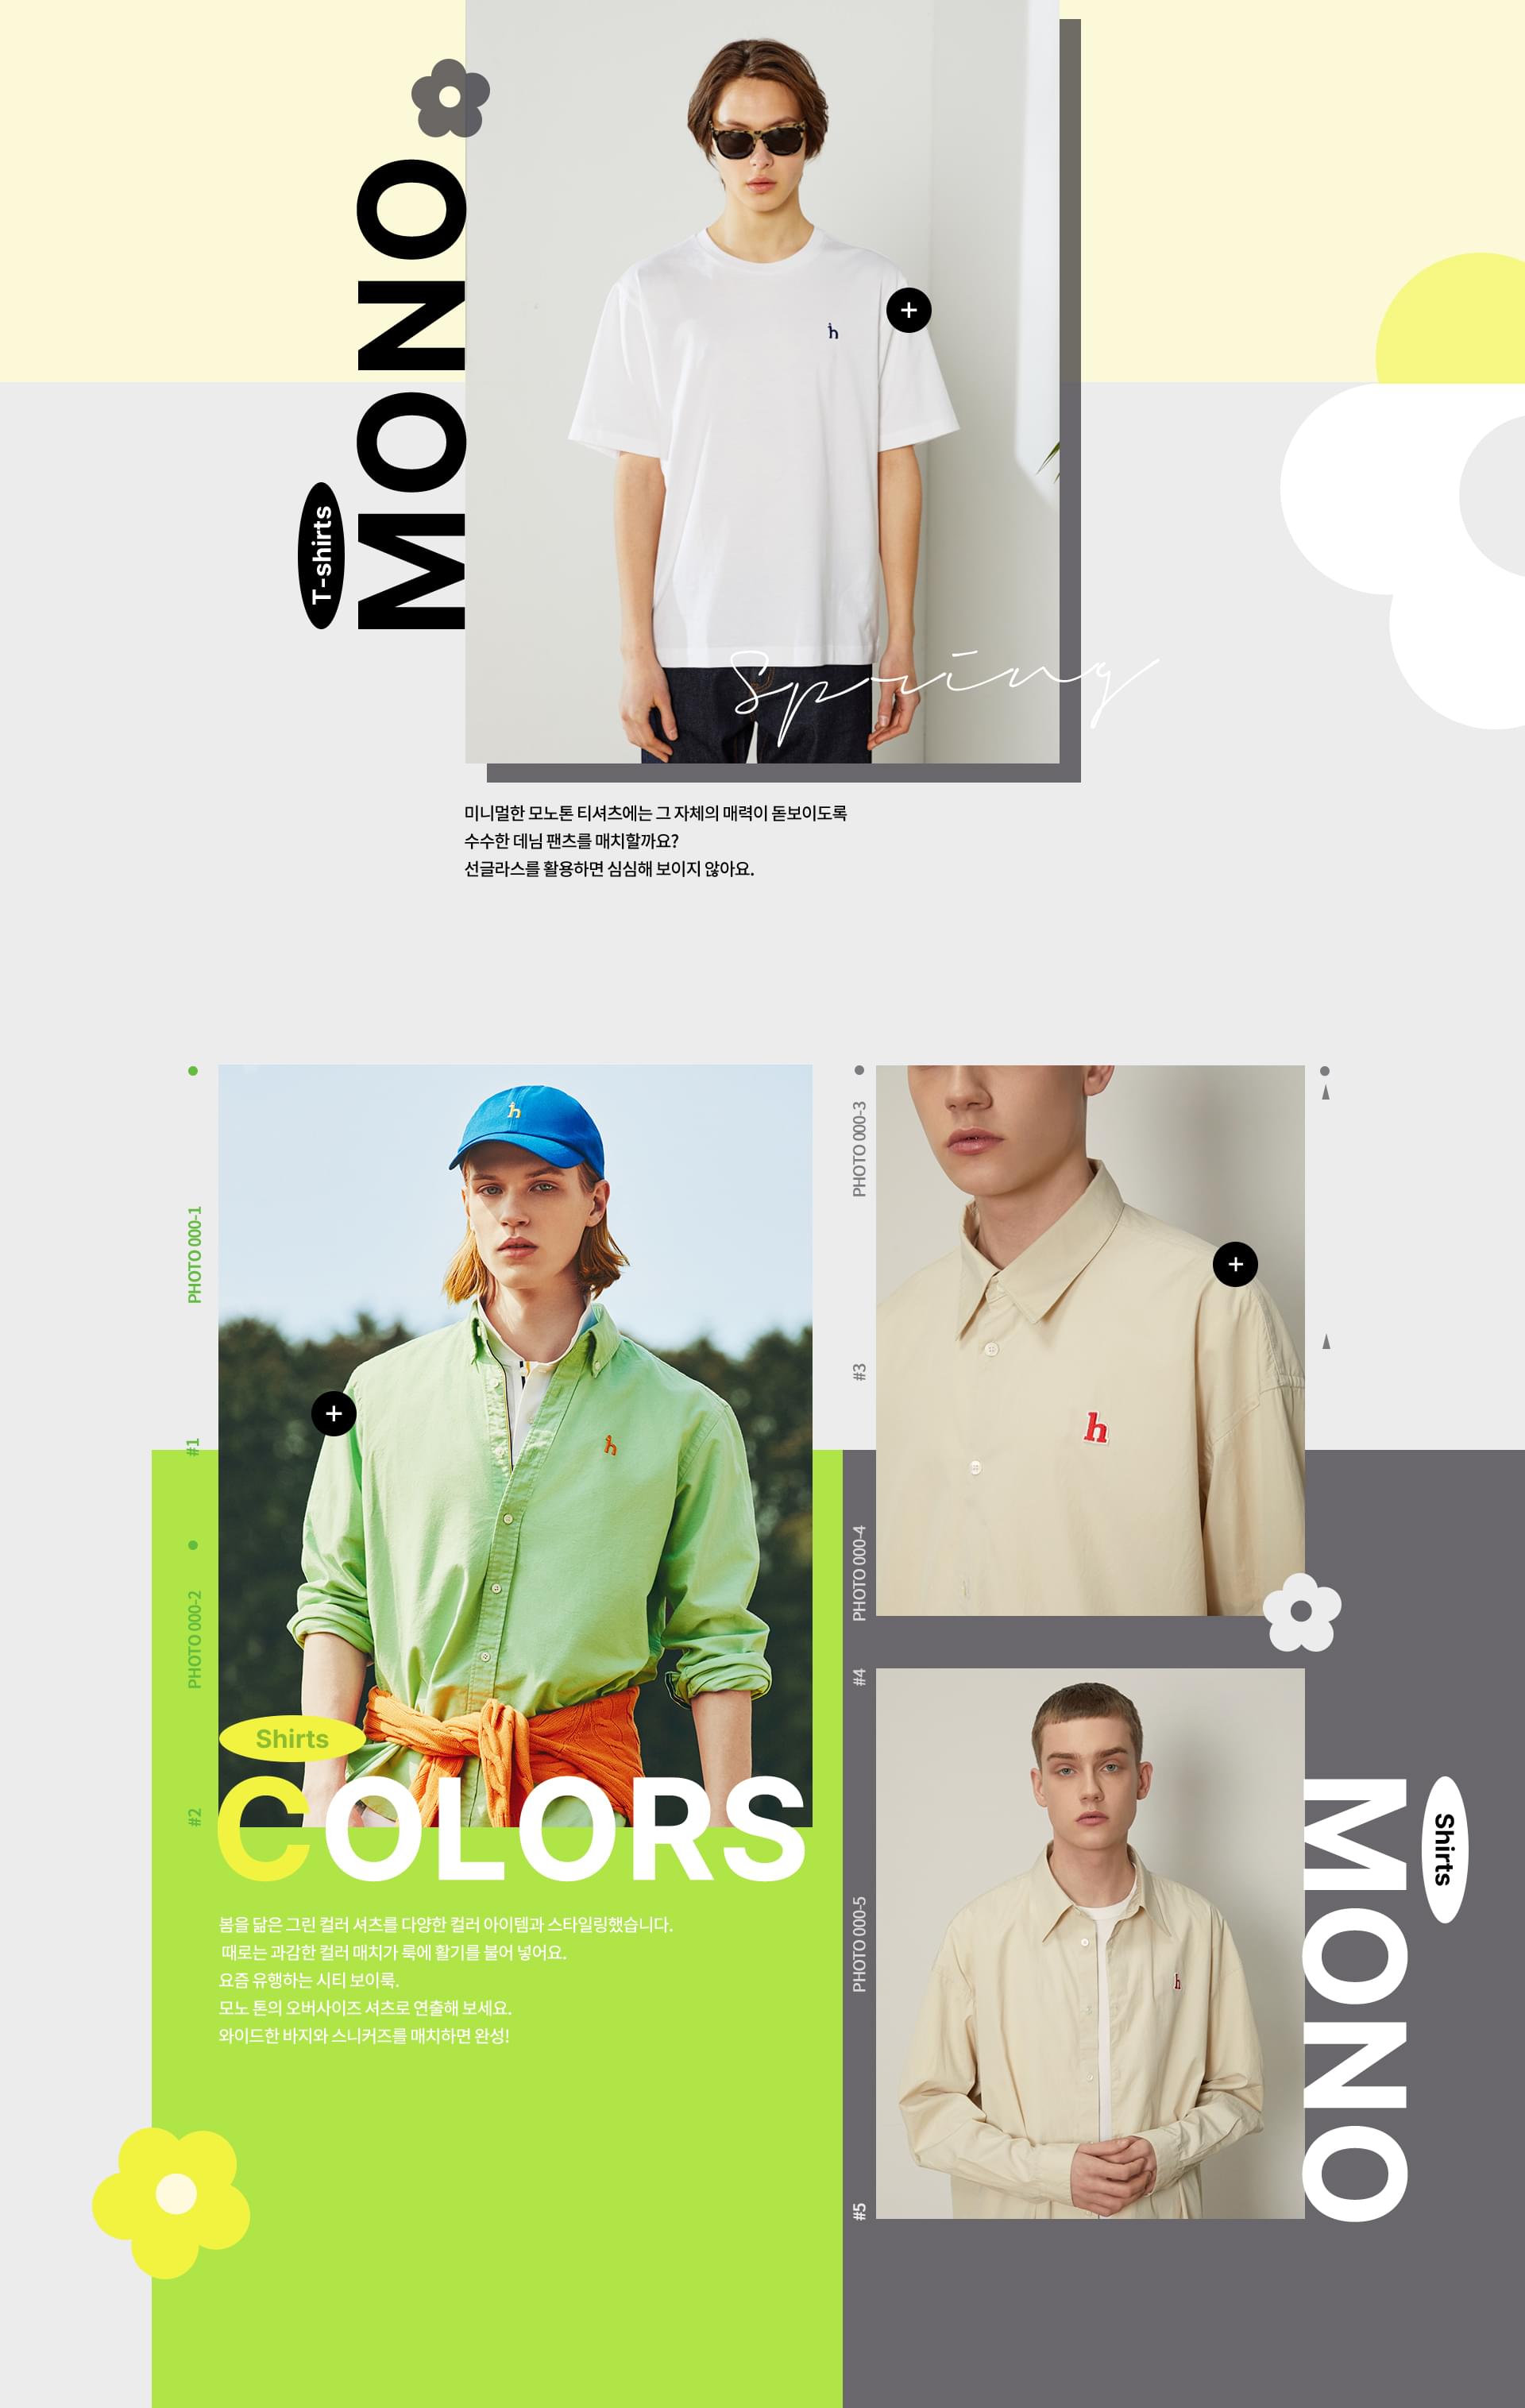 MONO
T-shirts
h
Spring
미니멀한 모노톤 티셔츠에는 그 자체의 매력이 돋보이도록
수수한 데님 팬츠를 매치할까요?
선글라스를 활용하면 심심해 보이지 않아요.
PHOTO 000-1
#1
PHOTO 000-2
#2
h
h
Shirts
COLORS
봄을 닮은 그린 컬러 셔츠를 다양한 컬러 아이템과 스타일링했습니다.
때로는 과감한 컬러 매치가 룩에 활기를 불어 넣어요.
요즘 유행하는 시티 보이룩.
모노 톤의 오버사이즈 셔츠로 연출해 보세요.
와이드한 바지와 스니커즈를 매치하면 완성!
PHOTO 000-3
#3
PHOTO 000-4
#4
PHOTO 000-5
#5
h
h
MONO
Shirts